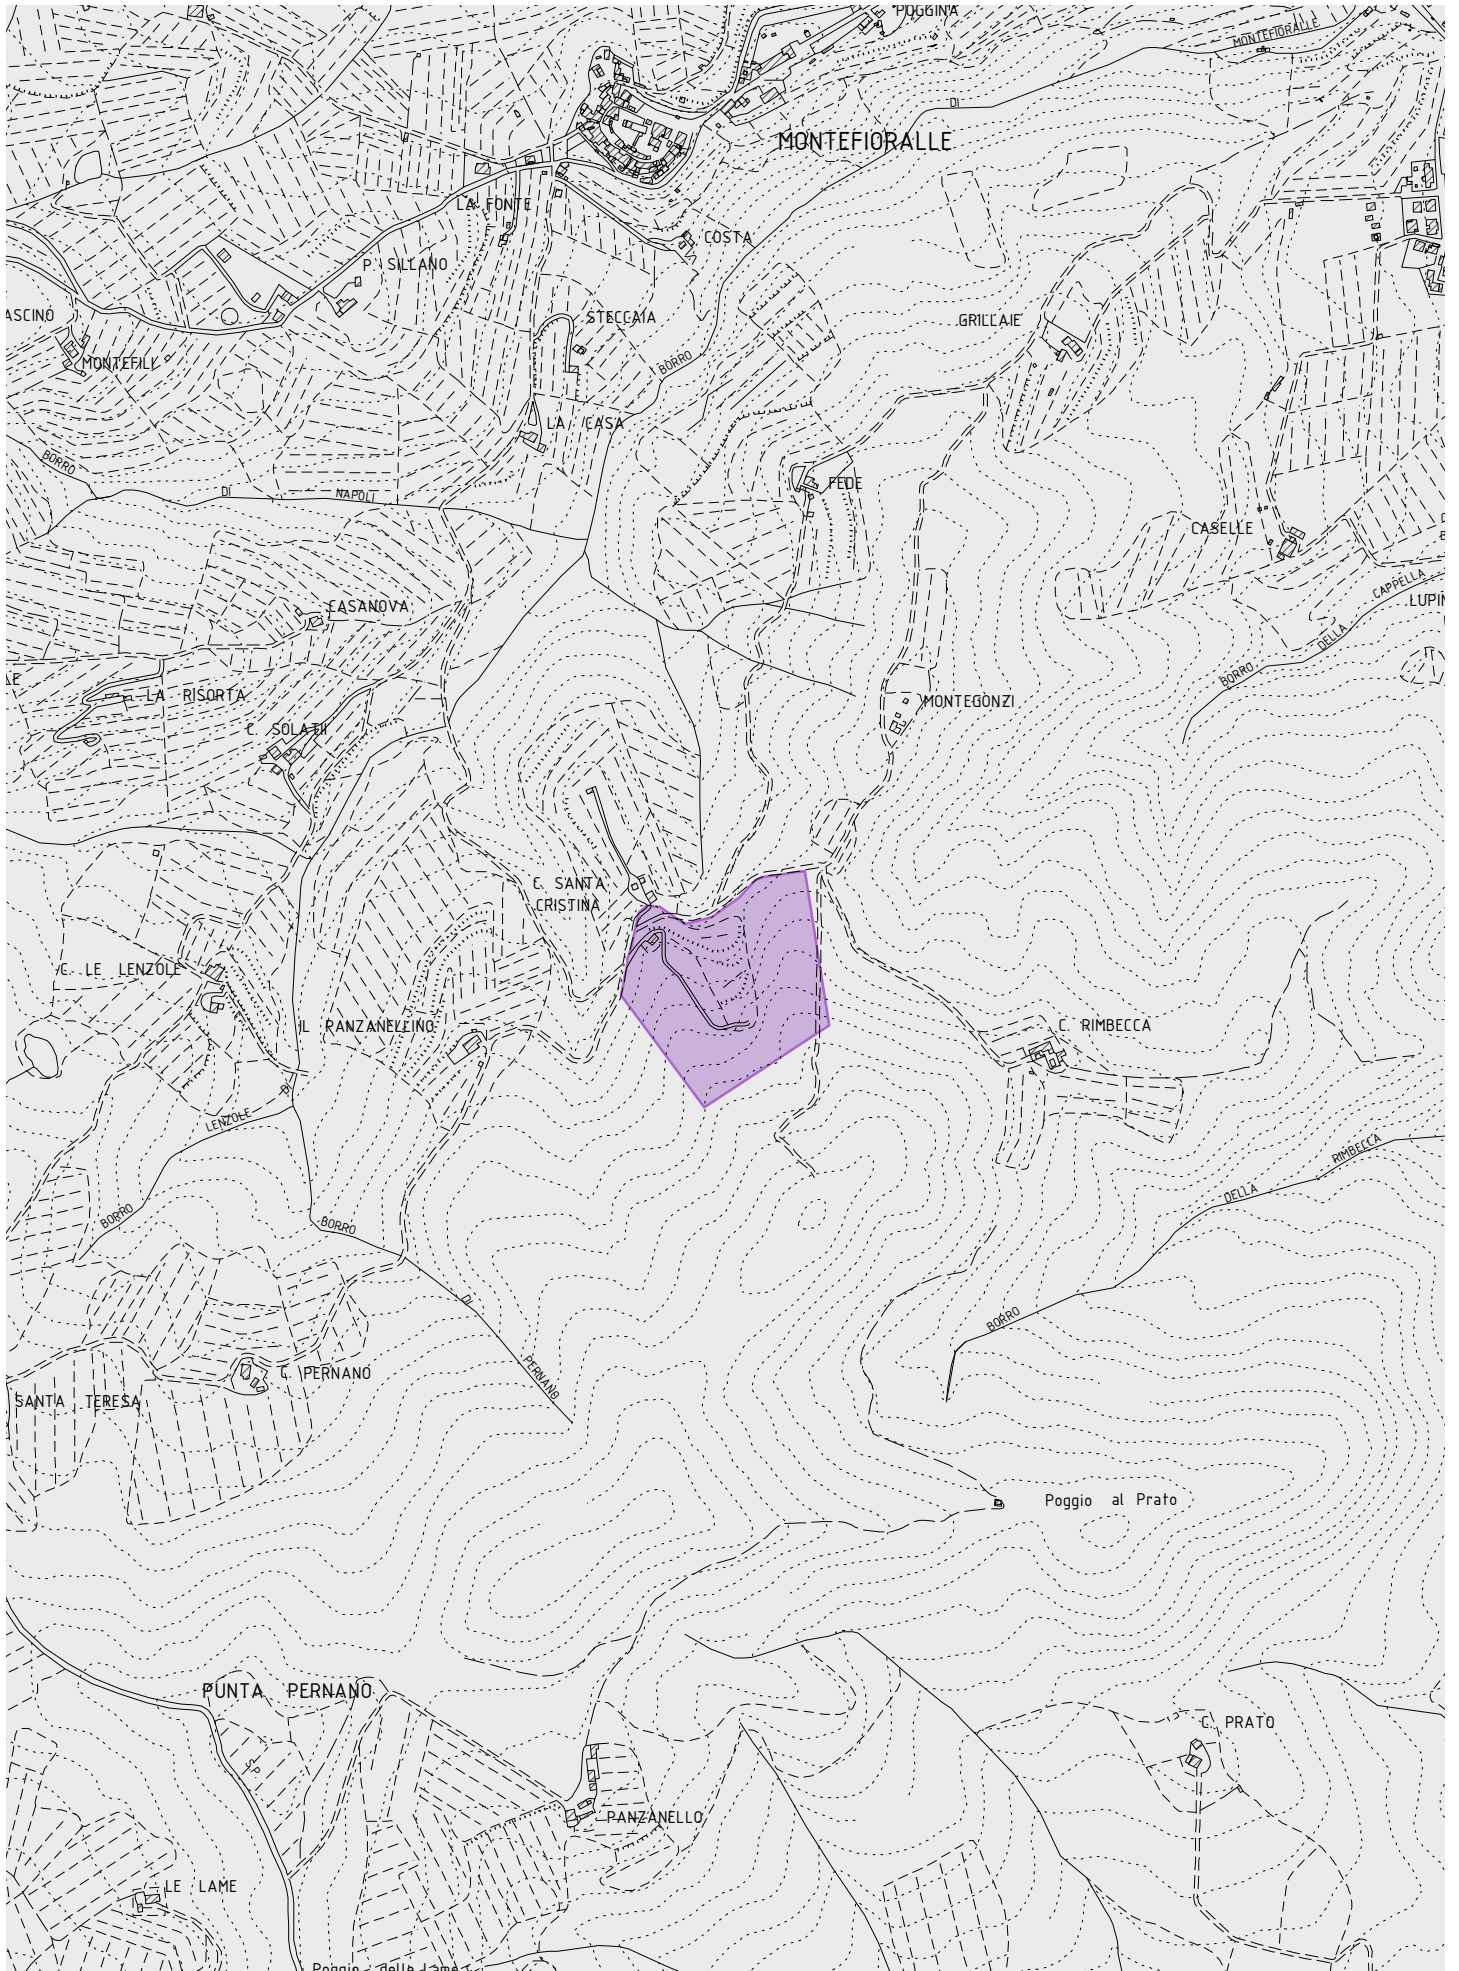 POGGINA
MONTEFIORALLE
DI
MONTEFIORALLE
LA FONTE
COSTA
P. SILLANO
STECCAIA
GRILLAIE
MONTEFILI
BORRO
LA CASA
BORRO
DI
NAPOLI
FEDE
CASELLE
CAPPELLA
CASANOVA
DELLA
BORRO
LA RISORTA
MONTEGONZI
C. SOLATII
C. SANTA
CRISTINA
C. LE LENZOLE
IL PANZANELLINO
C. RIMBECCA
DI
LENZOLE
RIMBECCA
DELLA
BORRO
BORRO
DI
BORRO
PERNANO
C. PERNANO
SANTA TERESA
Poggio al Prato
PUNTA PERNANO
C. PRATO
S.P.
PANZANELLO
LE LAME
Poggio delle Lame